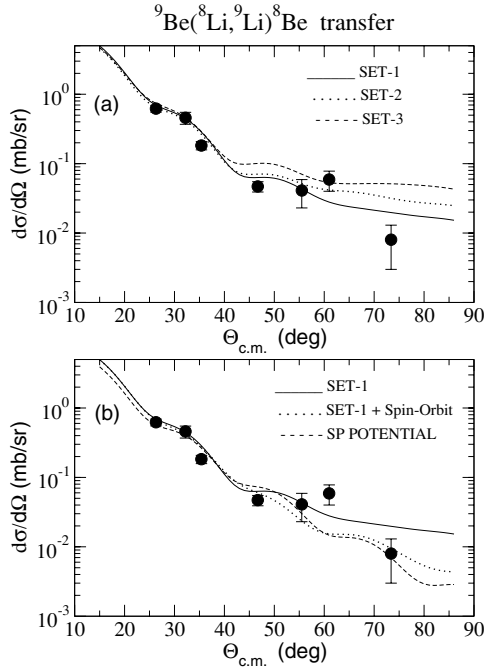 ⁹Be(⁸Li,⁹Li)⁸Be transfer
10⁰
10⁻¹
10⁻²
10⁻³
dσ/dΩ (mb/sr)
(a)
SET-1
SET-2
SET-3
10 20 30 40 50 60 70 80 90
Θc.m. (deg)
10⁰
10⁻¹
10⁻²
10⁻³
dσ/dΩ (mb/sr)
(b)
SET-1
SET-1 + Spin-Orbit
SP POTENTIAL
10 20 30 40 50 60 70 80 90
Θc.m. (deg)